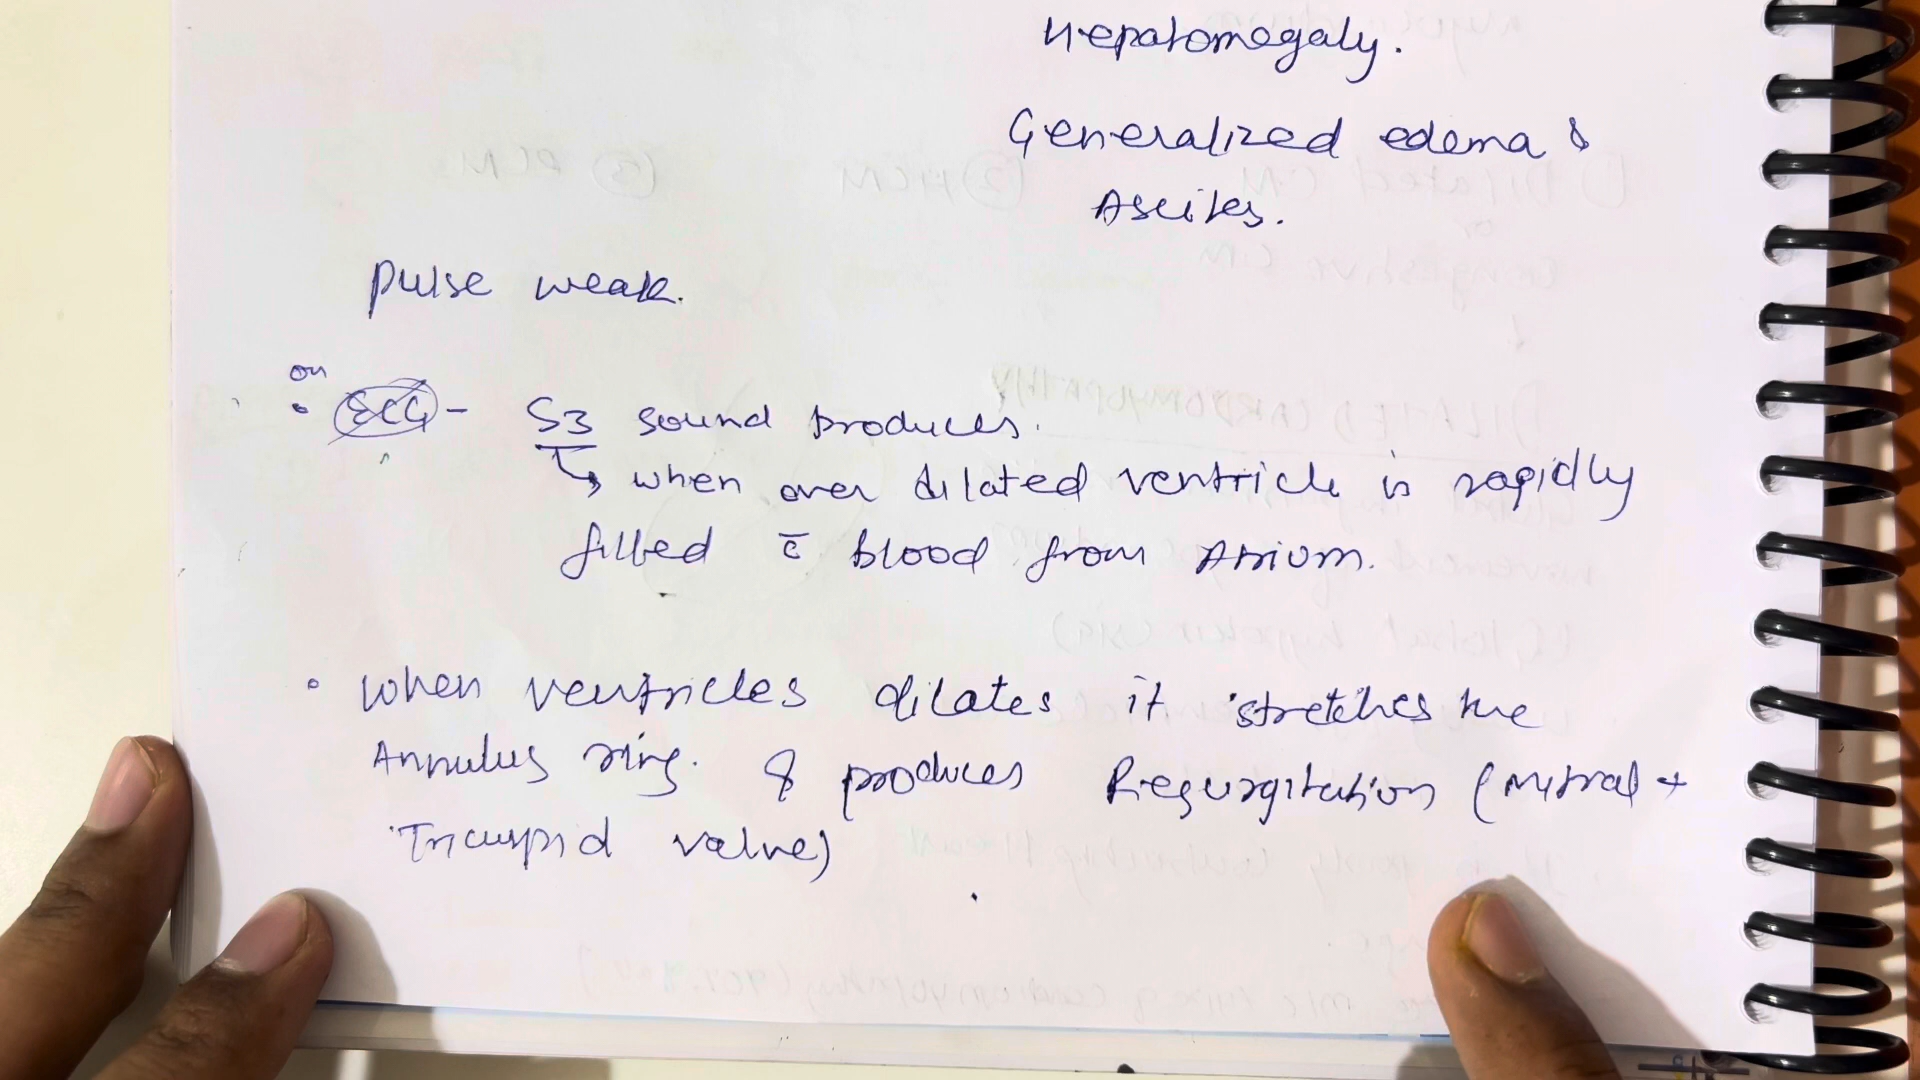 Hepatomegaly.
Generalized edema &
Ascites.
pulse weak.
on
• ECG - S3 sound produces.
↳ when over dilated ventricle is rapidly
filled c̄ blood from Atrium.
• when ventricles dilates it stretches the
Annulus ring. & produces Regurgitation (mitral +
Tricuspid valve)